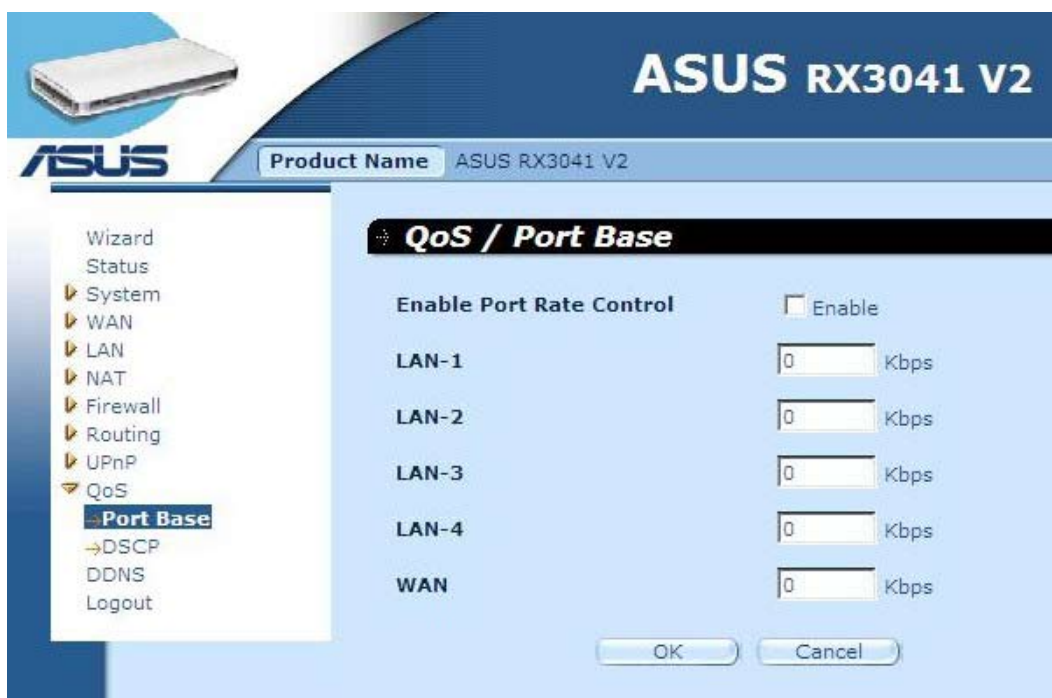 ASUS RX3041 V2
ASUS
Product Name ASUS RX3041 V2
Wizard
Status
System
WAN
LAN
NAT
Firewall
Routing
UPnP
QoS
→Port Base
→DSCP
DDNS
Logout
QoS / Port Base
Enable Port Rate Control Enable
LAN-1 0 Kbps
LAN-2 0 Kbps
LAN-3 0 Kbps
LAN-4 0 Kbps
WAN 0 Kbps
OK Cancel